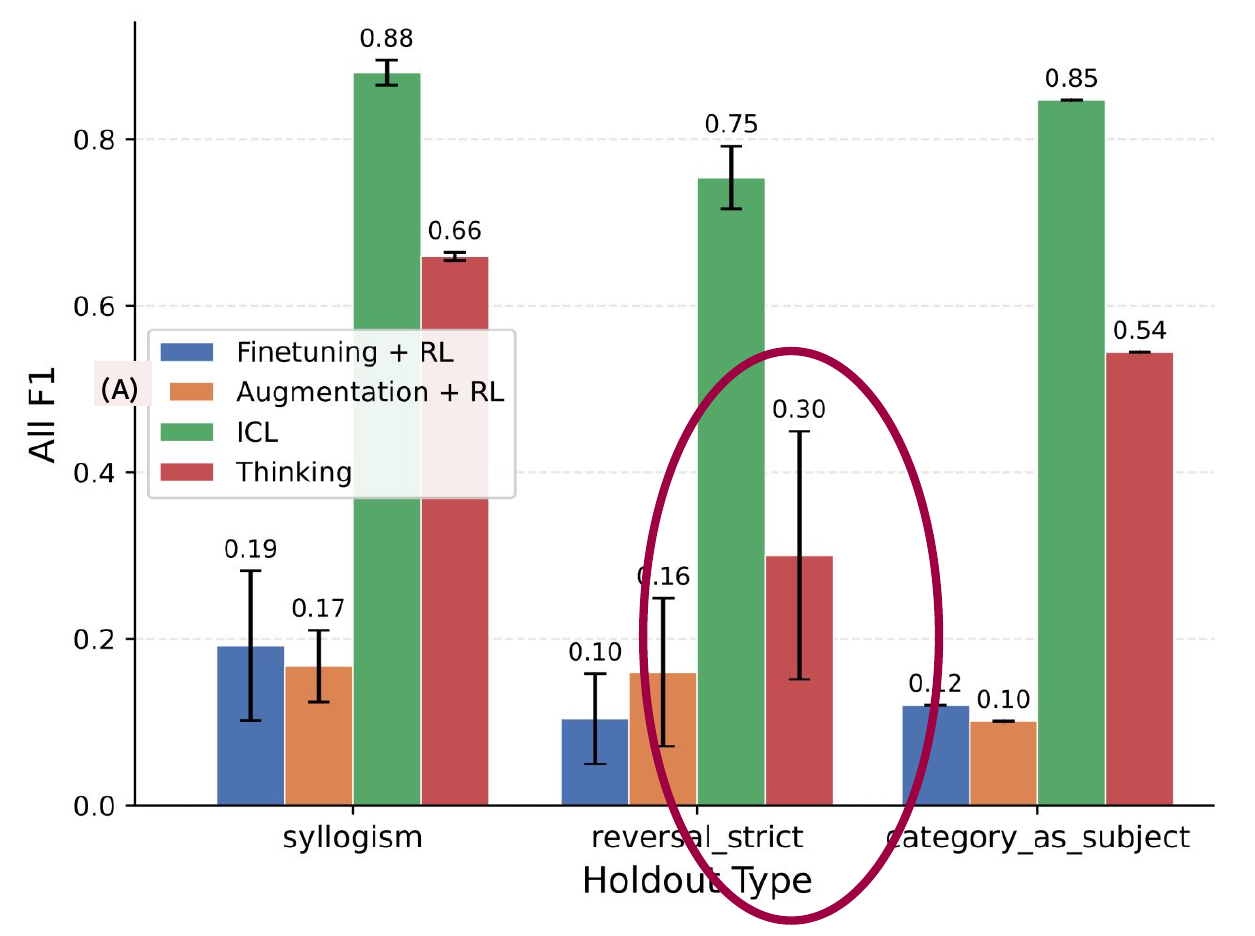 0.88
0.85
0.8
0.75
0.66
0.6
0.54
Finetuning + RL
(A)
Augmentation + RL
All F1
ICL
0.4
Thinking
0.30
0.19
0.16
0.17
0.2
0.10
0.12
0.10
0.0
syllogism
reversal_strict
category_as_subject
Holdout Type